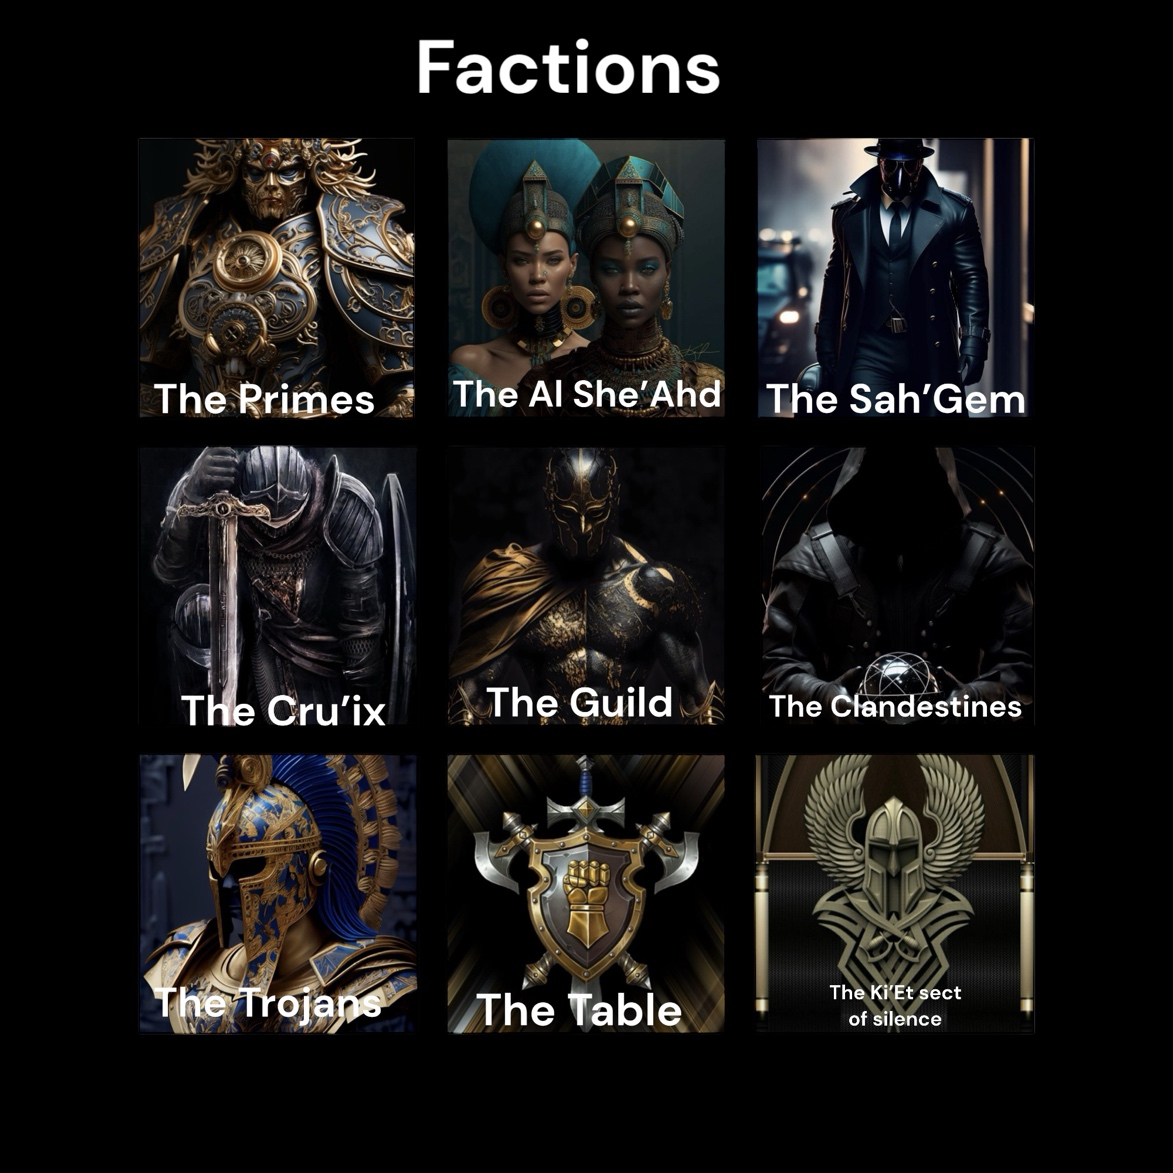 Factions
The Primes
The Al She’Ahd
The Sah’Gem
The Cru’ix
The Guild
The Clandestines
The Trojans
The Table
The Ki’Et sect
of silence